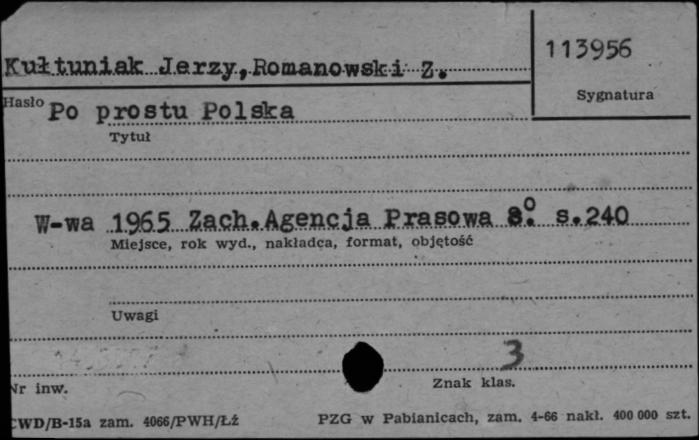 113956
Kułtuniak Jerzy, Romanowski Z.
Sygnatura
Hasło Po prostu Polska
Tytuł
W-wa 1965 Zach.Agencja Prasowa 8º. s.240
Miejsce, rok wyd., nakładca, format, objętość
Uwagi
3
Nr inw. Znak klas.
CWD/B-15a zam. 4066/PWH/Łź PZG w Pabianicach, zam. 4-66 nakł. 400 000 szt.